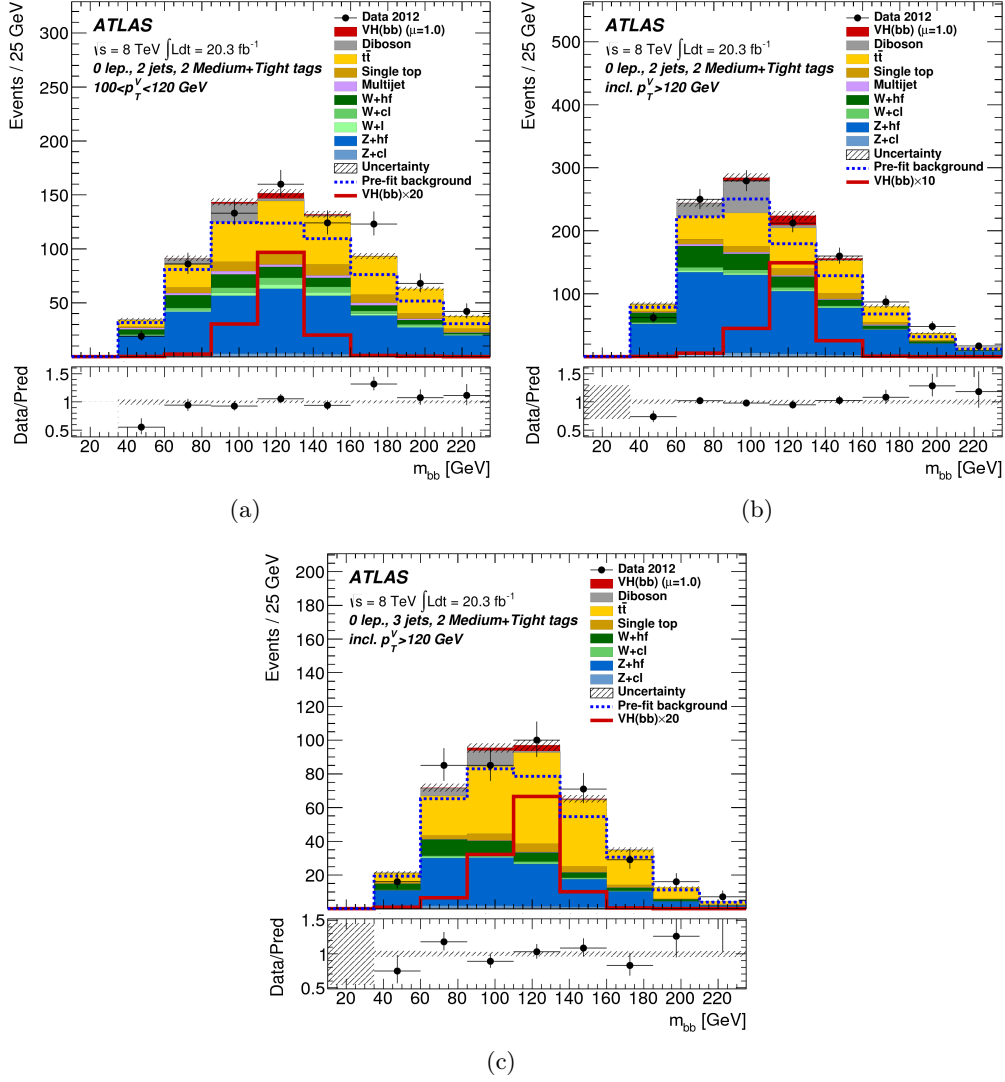 ATLAS
√s = 8 TeV ∫Ldt = 20.3 fb⁻¹
0 lep., 2 jets, 2 Medium+Tight tags
100<p_T^V<120 GeV
Data 2012
VH(bb) (μ=1.0)
Diboson
tt̄
Single top
Multijet
W+hf
W+cl
W+l
Z+hf
Z+cl
Uncertainty
Pre-fit background
VH(bb)×20
Events / 25 GeV
300
250
200
150
100
50
Data/Pred
1.5
1
0.5
20 40 60 80 100 120 140 160 180 200 220
m_bb [GeV]
(a)
ATLAS
√s = 8 TeV ∫Ldt = 20.3 fb⁻¹
0 lep., 2 jets, 2 Medium+Tight tags
incl. p_T^V>120 GeV
Data 2012
VH(bb) (μ=1.0)
Diboson
tt̄
Single top
Multijet
W+hf
W+cl
W+l
Z+hf
Z+cl
Uncertainty
Pre-fit background
VH(bb)×10
Events / 25 GeV
500
400
300
200
100
Data/Pred
1.5
1
0.5
20 40 60 80 100 120 140 160 180 200 220
m_bb [GeV]
(b)
ATLAS
√s = 8 TeV ∫Ldt = 20.3 fb⁻¹
0 lep., 3 jets, 2 Medium+Tight tags
incl. p_T^V>120 GeV
Data 2012
VH(bb) (μ=1.0)
Diboson
tt̄
Single top
W+hf
W+cl
Z+hf
Z+cl
Uncertainty
Pre-fit background
VH(bb)×20
Events / 25 GeV
200
180
160
140
120
100
80
60
40
20
0
Data/Pred
1.5
1
0.5
20 40 60 80 100 120 140 160 180 200 220
m_bb [GeV]
(c)